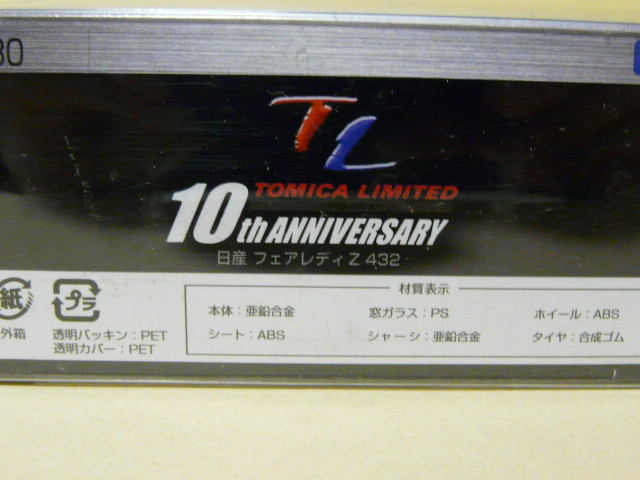 30
TL
TOMICA LIMITED
10th ANNIVERSARY
日産 フェアレディZ 432
紙
外箱
プラ
透明パッキン：PET
透明カバー：PET
材質表示
本体：亜鉛合金 窓ガラス：PS ホイール：ABS
シート：ABS シャーシ：亜鉛合金 タイヤ：合成ゴム